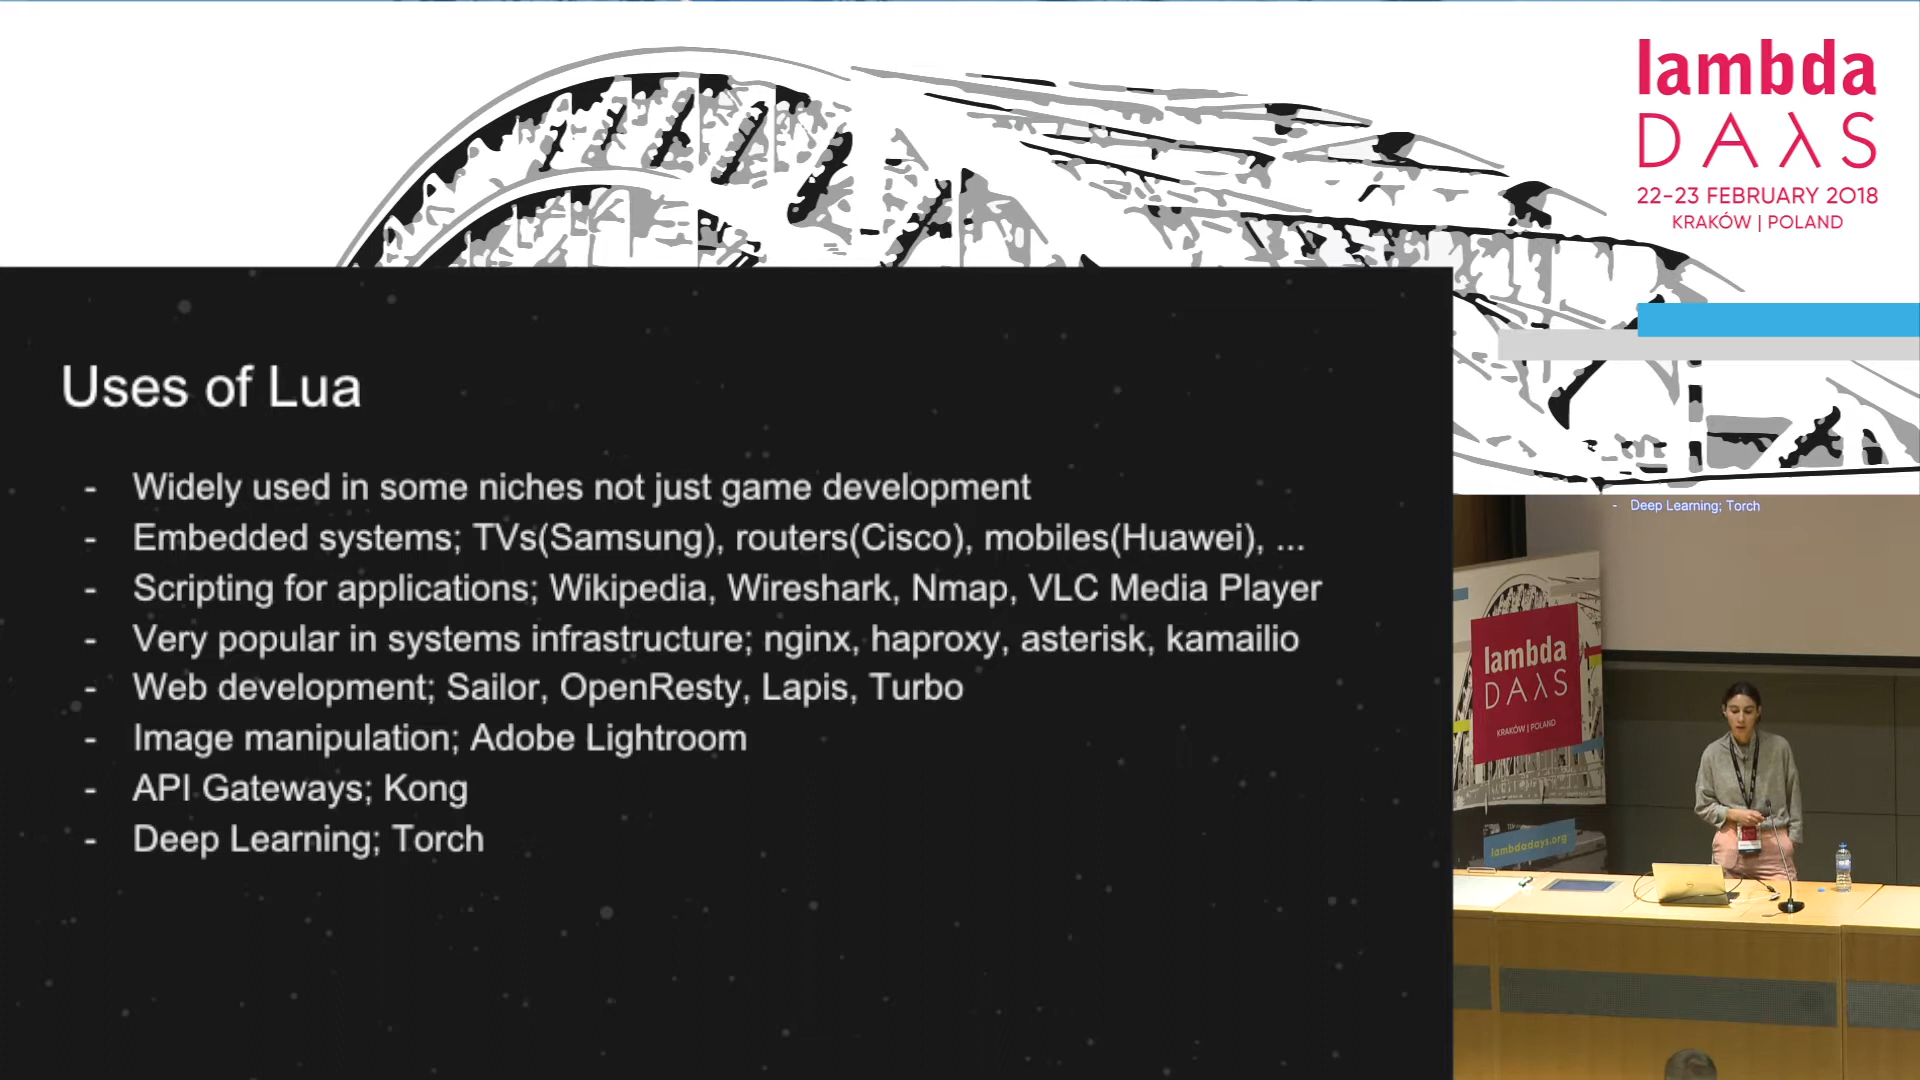 lambda
DAλS
22-23 FEBRUARY 2018
KRAKÓW | POLAND
Uses of Lua
- Widely used in some niches not just game development
- Embedded systems; TVs(Samsung), routers(Cisco), mobiles(Huawei), ...
- Scripting for applications; Wikipedia, Wireshark, Nmap, VLC Media Player
- Very popular in systems infrastructure; nginx, haproxy, asterisk, kamailio
- Web development; Sailor, OpenResty, Lapis, Turbo
- Image manipulation; Adobe Lightroom
- API Gateways; Kong
- Deep Learning; Torch
- Deep Learning; Torch
lambda
DAλS
KRAKÓW | POLAND
lambdadays.org